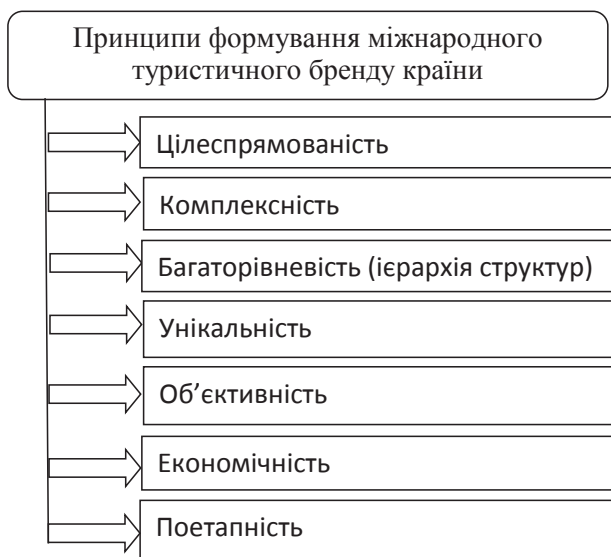 Принципи формування міжнародного
туристичного бренду країни
Цілеспрямованість
Комплексність
Багаторівневість (ієрархія структур)
Унікальність
Об’єктивність
Економічність
Поетапність